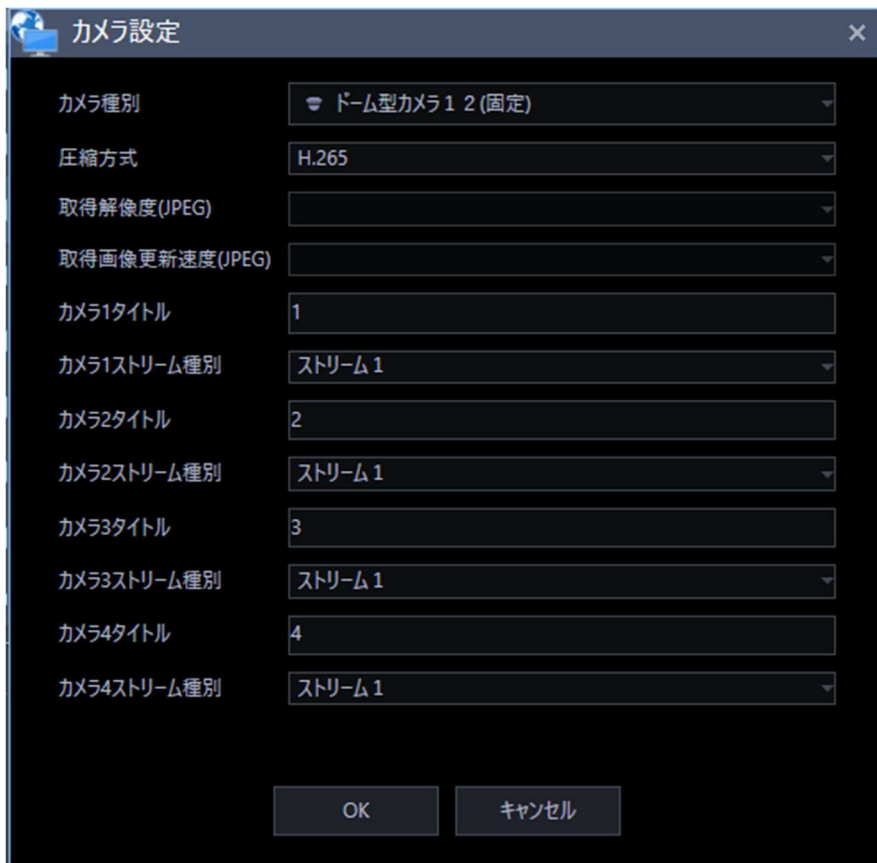 カメラ設定
カメラ種別 ドーム型カメラ１２(固定)
圧縮方式 H.265
取得解像度(JPEG)
取得画像更新速度(JPEG)
カメラ1タイトル 1
カメラ1ストリーム種別 ストリーム1
カメラ2タイトル 2
カメラ2ストリーム種別 ストリーム1
カメラ3タイトル 3
カメラ3ストリーム種別 ストリーム1
カメラ4タイトル 4
カメラ4ストリーム種別 ストリーム1
OK キャンセル